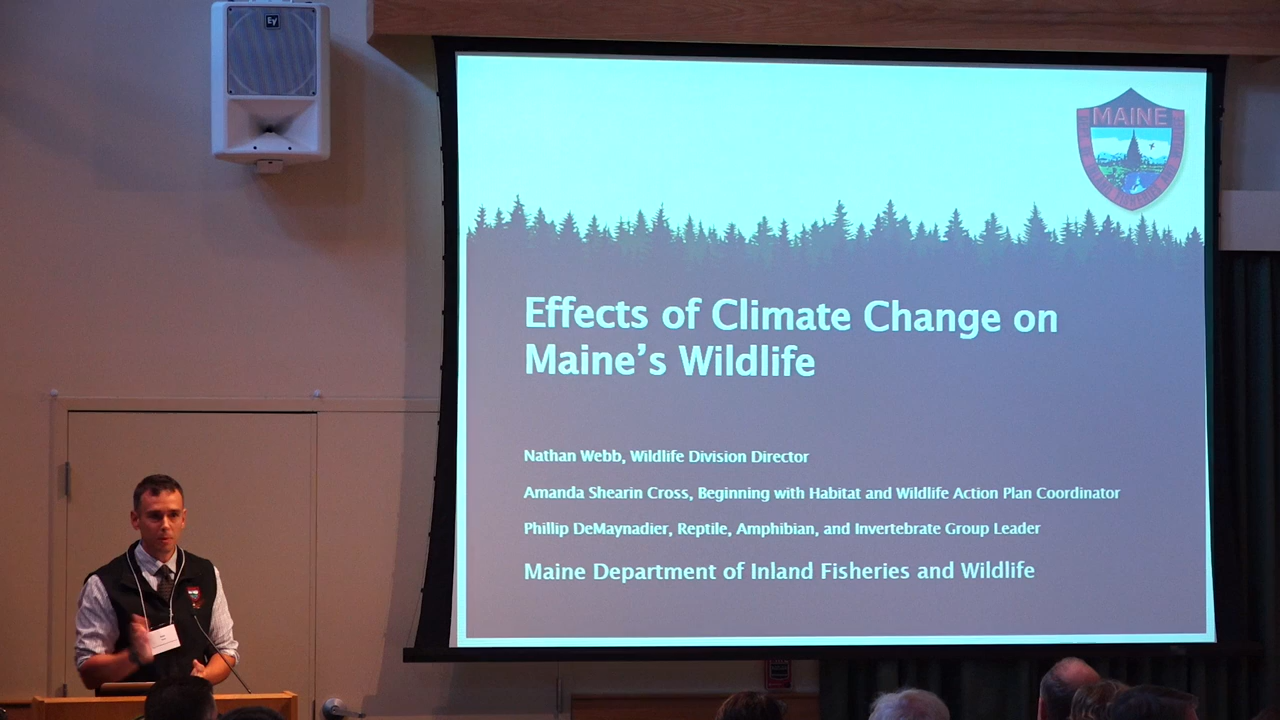 EV
MAINE
Effects of Climate Change on
Maine’s Wildlife
Nathan Webb, Wildlife Division Director
Amanda Shearin Cross, Beginning with Habitat and Wildlife Action Plan Coordinator
Phillip DeMaynadier, Reptile, Amphibian, and Invertebrate Group Leader
Maine Department of Inland Fisheries and Wildlife